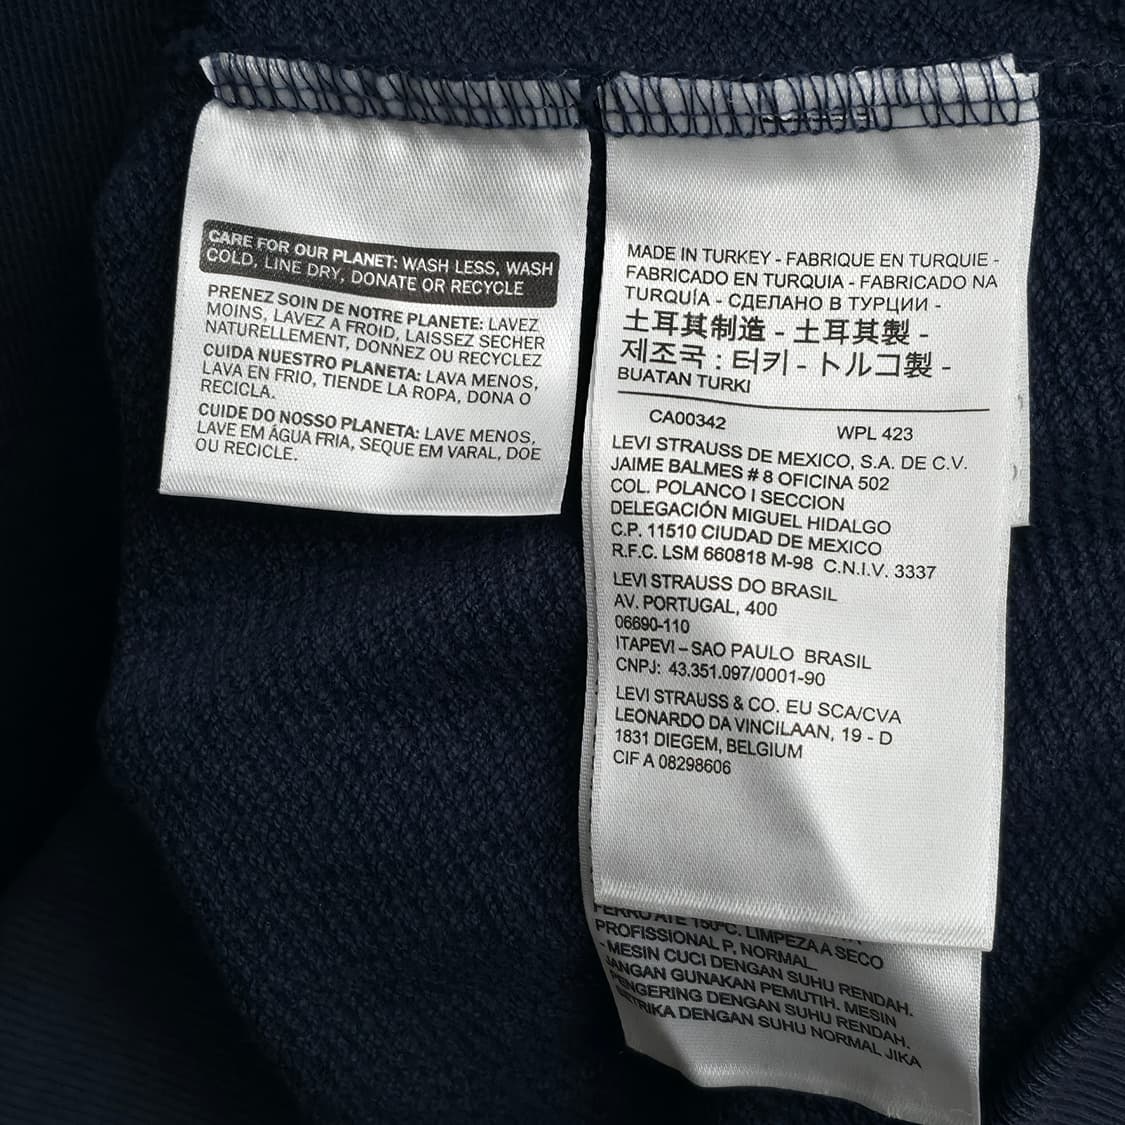 CARE FOR OUR PLANET: WASH LESS, WASH
COLD, LINE DRY, DONATE OR RECYCLE
PRENEZ SOIN DE NOTRE PLANETE: LAVEZ
MOINS, LAVEZ A FROID, LAISSEZ SECHER
NATURELLEMENT, DONNEZ OU RECYCLEZ
CUIDA NUESTRO PLANETA: LAVA MENOS,
LAVA EN FRIO, TIENDE LA ROPA, DONA O
RECICLA.
CUIDE DO NOSSO PLANETA: LAVE MENOS,
LAVE EM ÁGUA FRIA, SEQUE EM VARAL, DOE
OU RECICLE.
MADE IN TURKEY - FABRIQUE EN TURQUIE -
FABRICADO EN TURQUIA - FABRICADO NA
TURQUÍA - СДЕЛАНО В ТУРЦИИ -
土耳其制造 - 土耳其製 -
제조국 : 터키 - トルコ製 -
BUATAN TURKI
CA00342 WPL 423
LEVI STRAUSS DE MEXICO, S.A. DE C.V.
JAIME BALMES # 8 OFICINA 502
COL. POLANCO I SECCION
DELEGACIÓN MIGUEL HIDALGO
C.P. 11510 CIUDAD DE MEXICO
R.F.C. LSM 660818 M-98 C.N.I.V. 3337
LEVI STRAUSS DO BRASIL
AV. PORTUGAL, 400
06690-110
ITAPEVI – SAO PAULO BRASIL
CNPJ: 43.351.097/0001-90
LEVI STRAUSS & CO. EU SCA/CVA
LEONARDO DA VINCILAAN, 19 - D
1831 DIEGEM, BELGIUM
CIF A 08298606
FERRO ATE 150°C. LIMPEZA A SECO
PROFISSIONAL P, NORMAL.
- MESIN CUCI DENGAN SUHU RENDAH.
JANGAN GUNAKAN PEMUTIH. MESIN
PENGERING DENGAN SUHU RENDAH.
SETRIKA DENGAN SUHU NORMAL JIKA